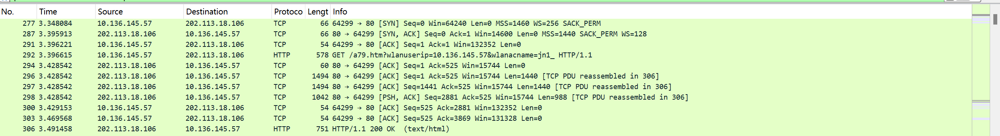 No. Time Source Destination Protoco Lengt Info
277 3.348084 10.136.145.57 202.113.18.106 TCP 66 64299 → 80 [SYN] Seq=0 Win=64240 Len=0 MSS=1460 WS=256 SACK_PERM
287 3.395913 202.113.18.106 10.136.145.57 TCP 66 80 → 64299 [SYN, ACK] Seq=0 Ack=1 Win=14600 Len=0 MSS=1440 SACK_PERM WS=128
291 3.396221 10.136.145.57 202.113.18.106 TCP 54 64299 → 80 [ACK] Seq=1 Ack=1 Win=132352 Len=0
292 3.396615 10.136.145.57 202.113.18.106 HTTP 578 GET /a79.htm?wlanuserip=10.136.145.57&wlanacname=jn1_ HTTP/1.1
294 3.428542 202.113.18.106 10.136.145.57 TCP 60 80 → 64299 [ACK] Seq=1 Ack=525 Win=15744 Len=0
296 3.428542 202.113.18.106 10.136.145.57 TCP 1494 80 → 64299 [ACK] Seq=1 Ack=525 Win=15744 Len=1440 [TCP PDU reassembled in 306]
297 3.428542 202.113.18.106 10.136.145.57 TCP 1494 80 → 64299 [ACK] Seq=1441 Ack=525 Win=15744 Len=1440 [TCP PDU reassembled in 306]
298 3.428542 202.113.18.106 10.136.145.57 TCP 1042 80 → 64299 [PSH, ACK] Seq=2881 Ack=525 Win=15744 Len=988 [TCP PDU reassembled in 306]
300 3.429153 10.136.145.57 202.113.18.106 TCP 54 64299 → 80 [ACK] Seq=525 Ack=2881 Win=132352 Len=0
303 3.469568 10.136.145.57 202.113.18.106 TCP 54 64299 → 80 [ACK] Seq=525 Ack=3869 Win=131328 Len=0
306 3.491458 202.113.18.106 10.136.145.57 HTTP 751 HTTP/1.1 200 OK (text/html)